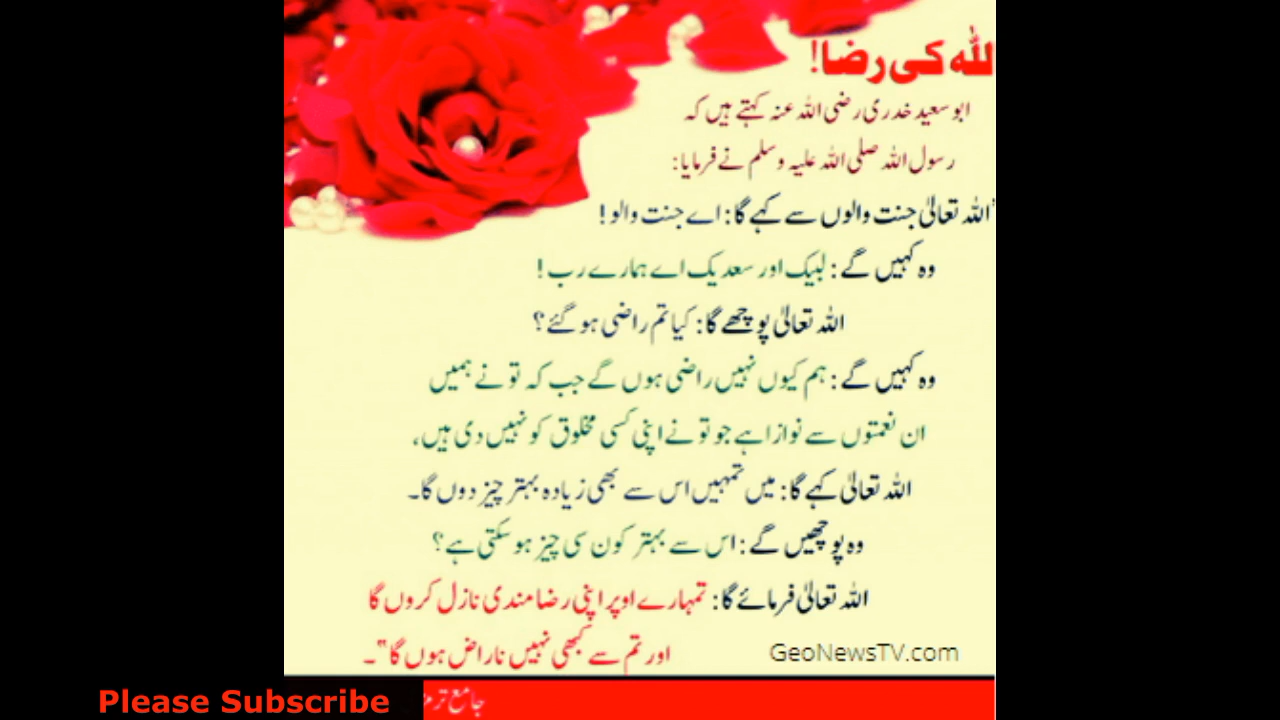 للہ کی رضا!
ابو سعید خدری رضی اللہ عنہ کہتے ہیں کہ
رسول اللہ صلی اللہ علیہ وسلم نے فرمایا:
"اللہ تعالیٰ جنت والوں سے کہے گا: اے جنت والو!
وہ کہیں گے: لبیک اور سعدیک اے ہمارے رب!
اللہ تعالیٰ پوچھے گا: کیا تم راضی ہو گئے؟
وہ کہیں گے: ہم کیوں نہیں راضی ہوں گے جب کہ تو نے ہمیں
ان نعمتوں سے نوازا ہے جو تو نے اپنی کسی مخلوق کو نہیں دی ہیں،
اللہ تعالیٰ کہے گا: میں تمہیں اس سے بھی زیادہ بہتر چیز دوں گا۔
وہ پوچھیں گے: اس سے بہتر کون سی چیز ہو سکتی ہے؟
اللہ تعالیٰ فرمائے گا: تمہارے اوپر اپنی رضا مندی نازل کروں گا
اور تم سے کبھی نہیں ناراض ہوں گا"۔
GeoNewsTV.com
جامع
Please Subscribe